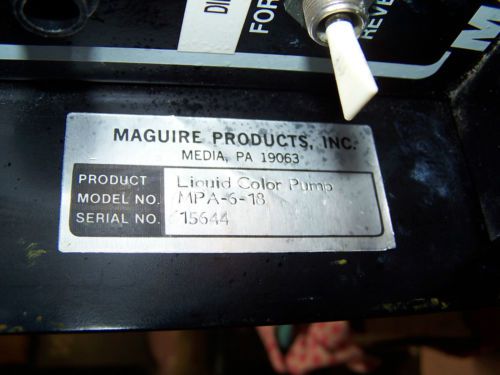 DI
FOR
REVE
M
MAGUIRE PRODUCTS, INC.
MEDIA, PA 19063
PRODUCT Liquid Color Pump
MODEL NO. MPA-6-18
SERIAL NO. 15644